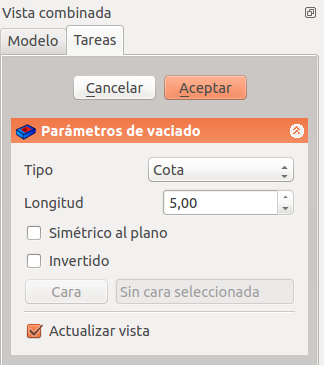 Vista combinada
Modelo Tareas
Cancelar Aceptar
Parámetros de vaciado
Tipo Cota
Longitud 5,00
Simétrico al plano
Invertido
Cara Sin cara seleccionada
Actualizar vista